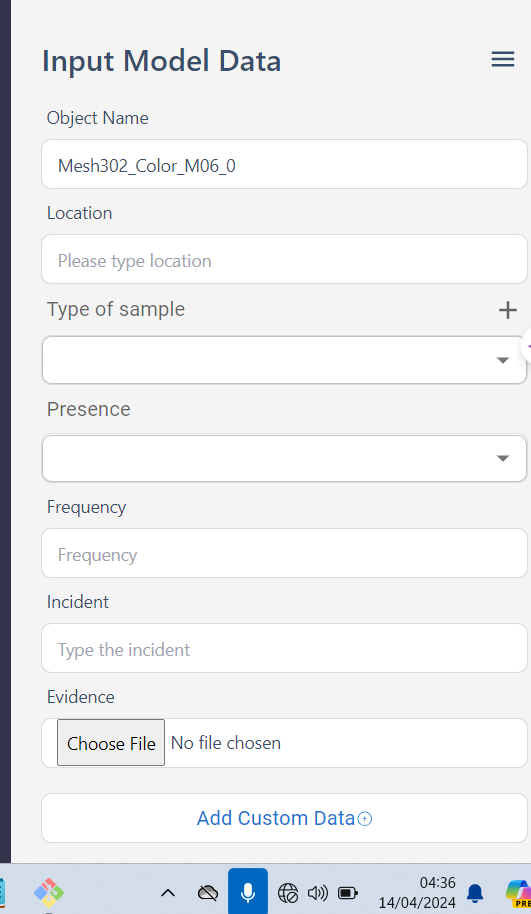 Input Model Data
Object Name
Mesh302_Color_M06_0
Location
Please type location
Type of sample
Presence
Frequency
Frequency
Incident
Type the incident
Evidence
Choose File No file chosen
Add Custom Data
04:36
14/04/2024
PRE